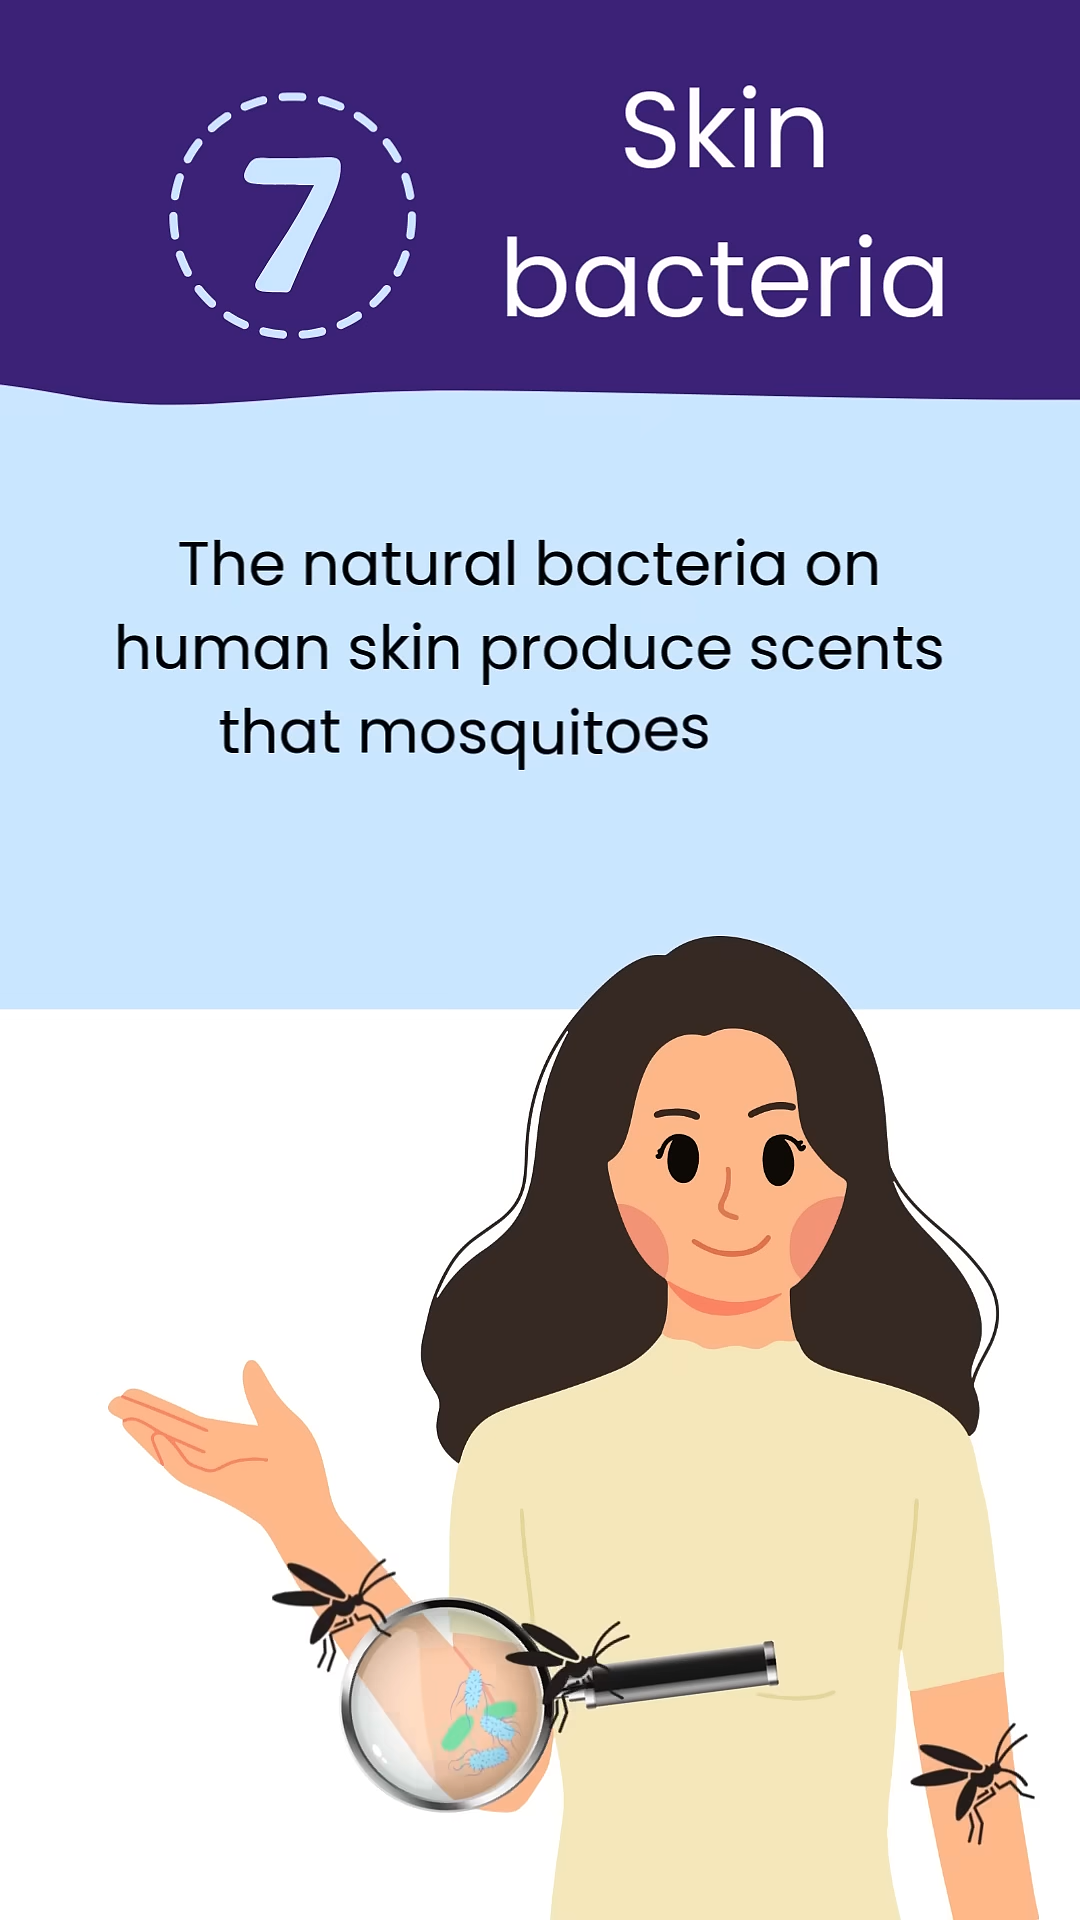 7
Skin
bacteria
The natural bacteria on
human skin produce scents
that mosquitoes